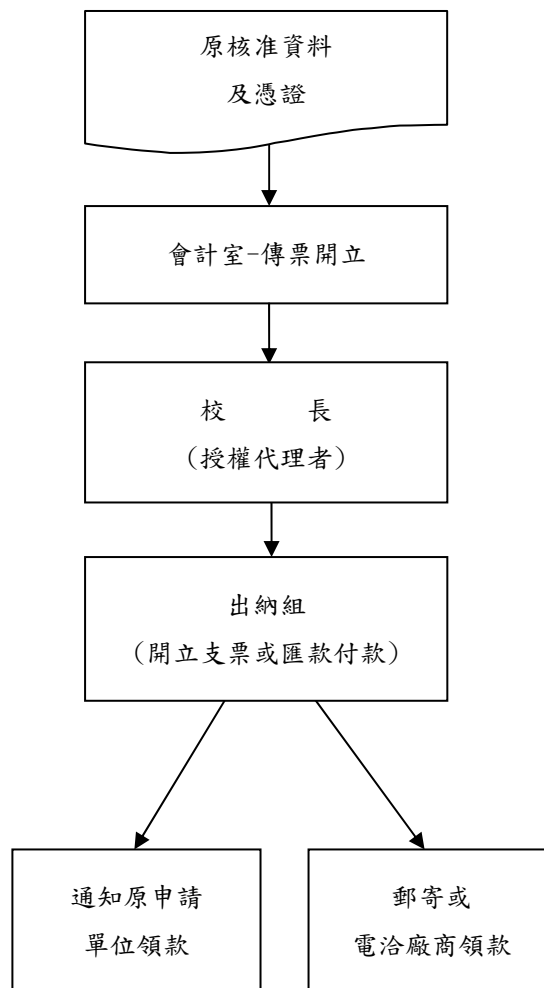 原核准資料
及憑證
會計室-傳票開立
校　　長
（授權代理者）
出納組
（開立支票或匯款付款）
通知原申請
單位領款
郵寄或
電洽廠商領款